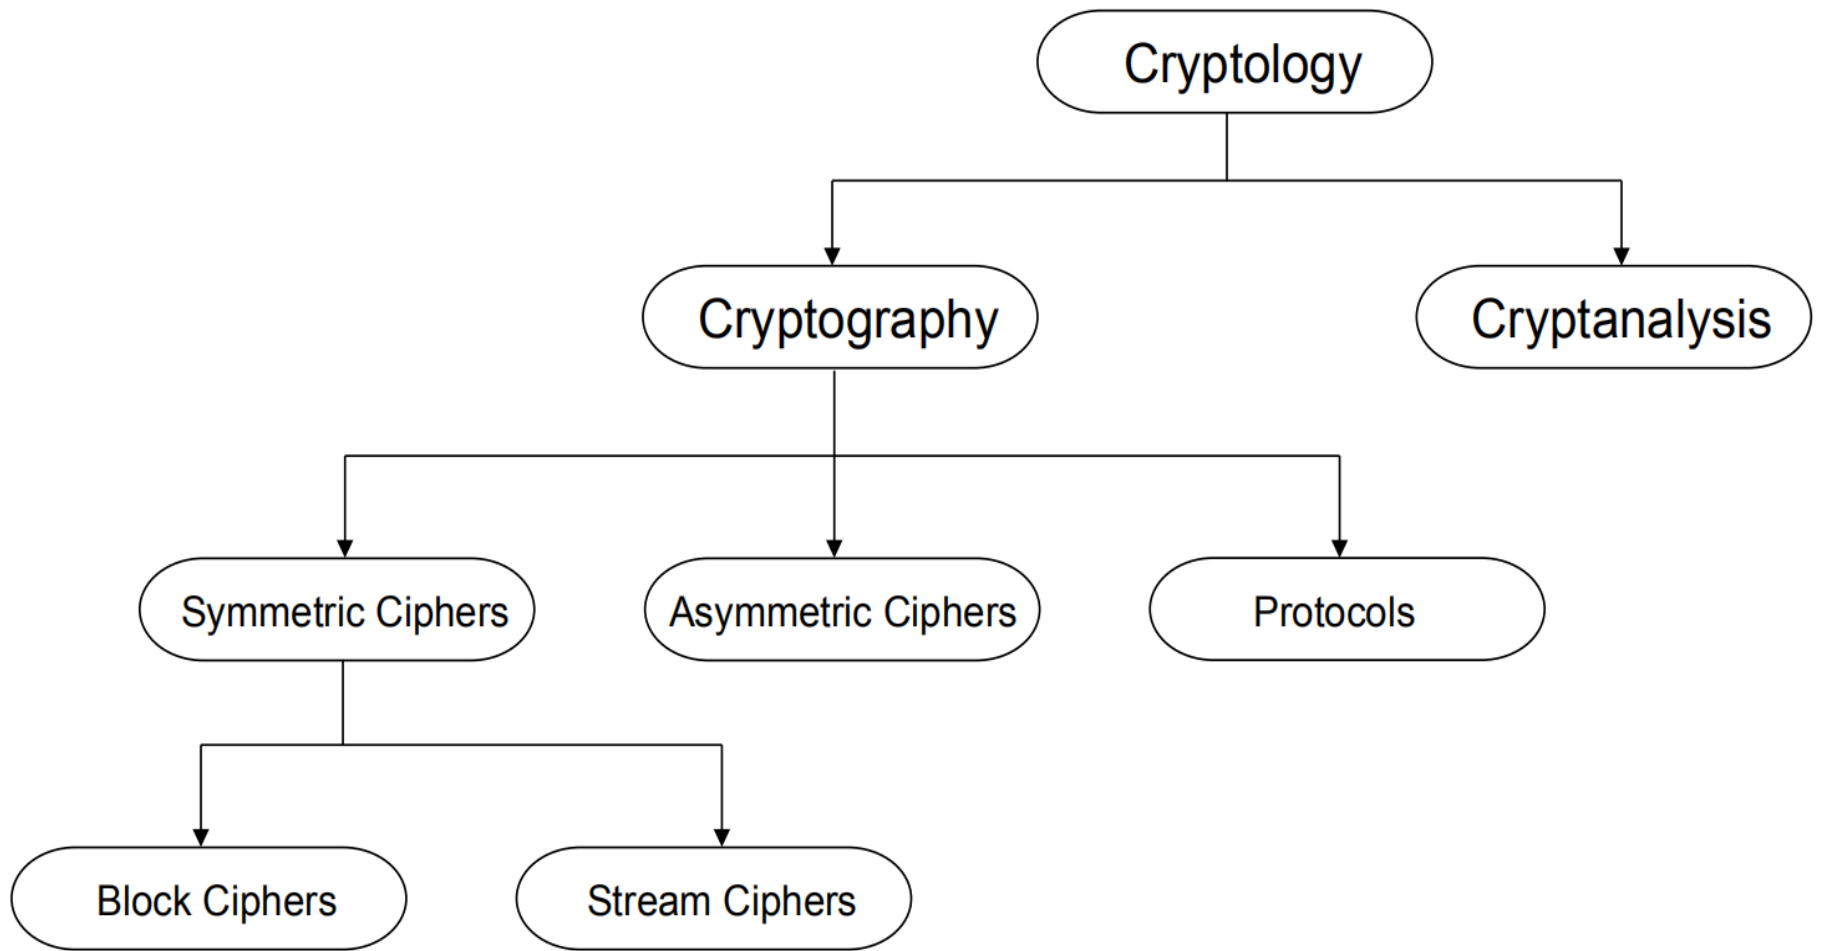 Cryptology
Cryptography
Cryptanalysis
Symmetric Ciphers
Asymmetric Ciphers
Protocols
Block Ciphers
Stream Ciphers